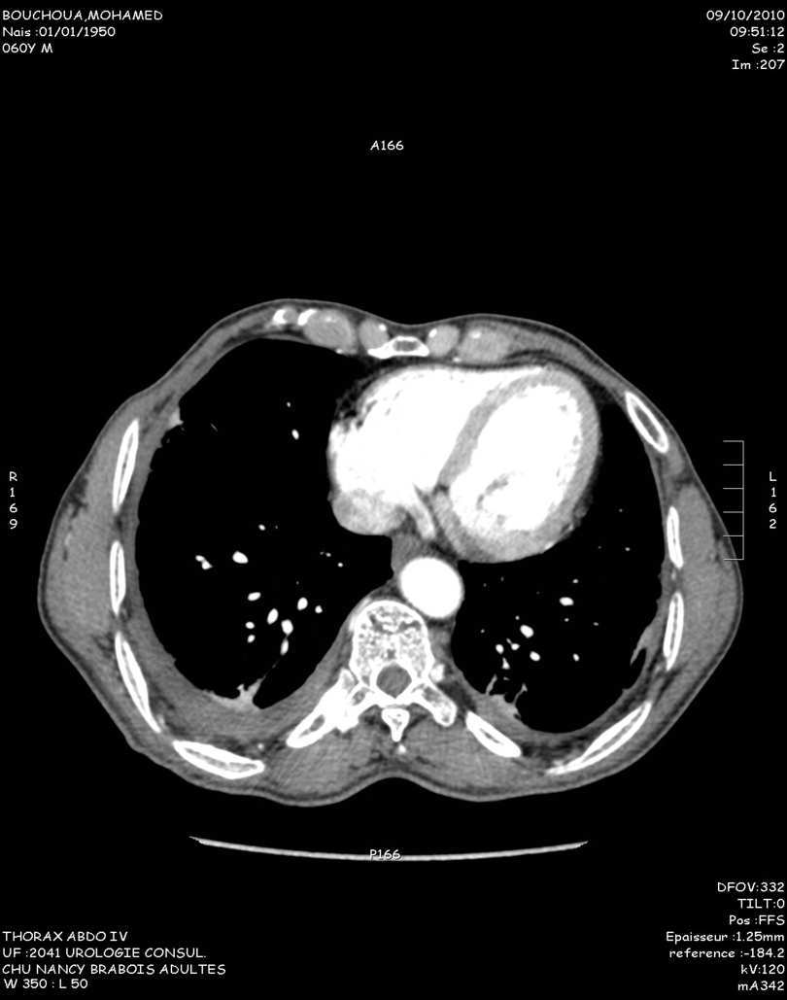 BOUCHOUA,MOHAMED
Nais :01/01/1950
060Y M
09/10/2010
09:51:12
Se :2
Im :207
A166
R
1
6
9
L
1
6
2
P166
THORAX ABDO IV
UF :2041 UROLOGIE CONSUL.
CHU NANCY BRABOIS ADULTES
W 350 : L 50
DFOV:332
TILT:0
Pos :FFS
Epaisseur :1.25mm
reference :-184.2
kV:120
mA342